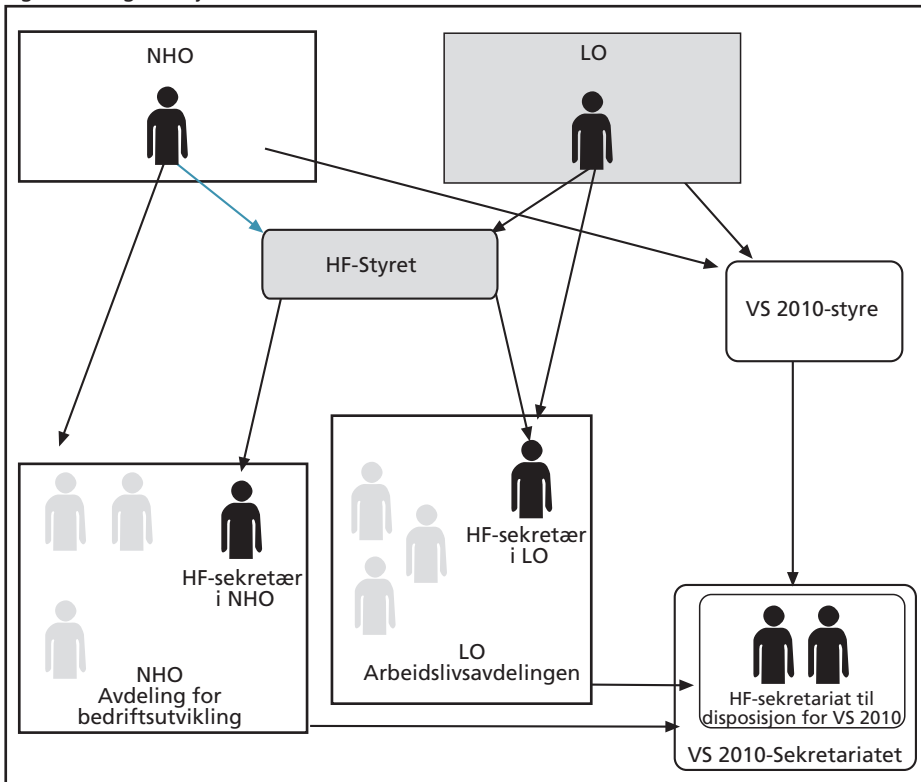 NHO
LO
HF-Styret
VS 2010-styre
HF-sekretær
i NHO
HF-sekretær
i LO
NHO
Avdeling for
bedriftsutvikling
LO
Arbeidslivsavdelingen
HF-sekretariat til
disposisjon for VS 2010
VS 2010-Sekretariatet